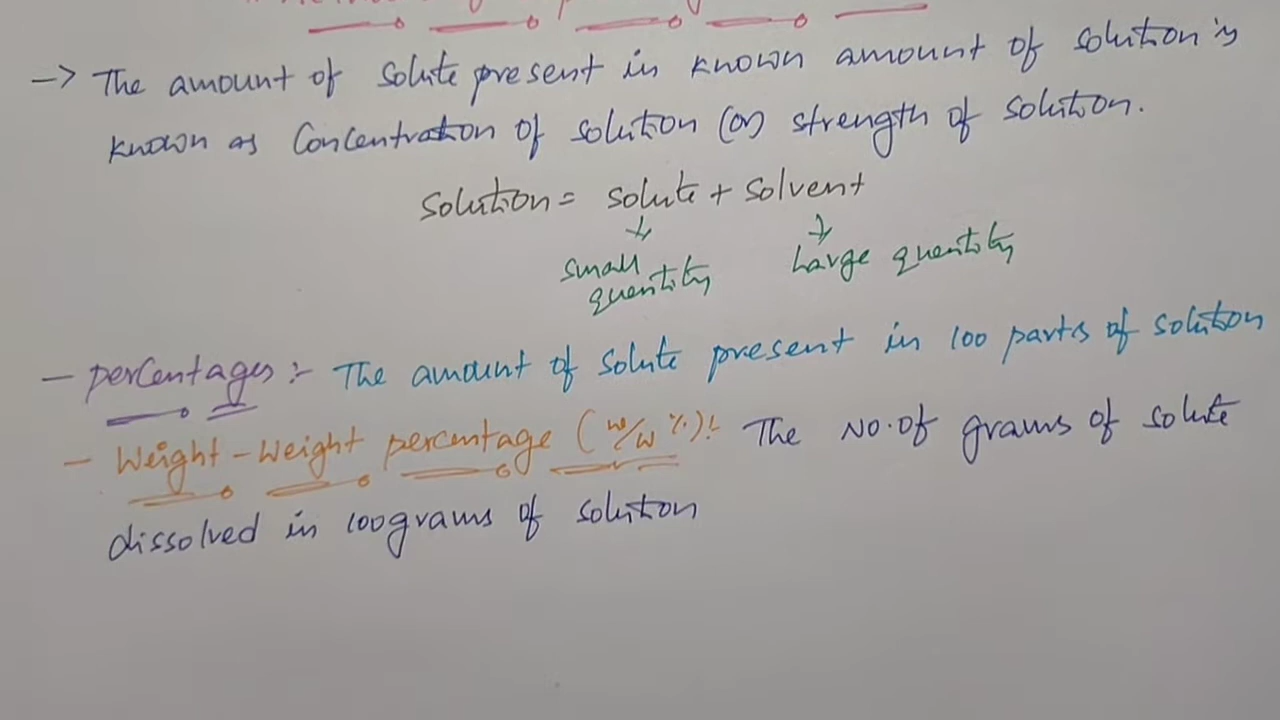 -> The amount of solute present in known amount of solution is
known as Concentration of solution (or) strength of solution.
solution = solute + solvent
↓ ↓
small quantity Large quantity
- percentages :- The amount of solute present in 100 parts of solution
- Weight-Weight percentage (w/w %): The No.of grams of solute
dissolved in 100grams of solution